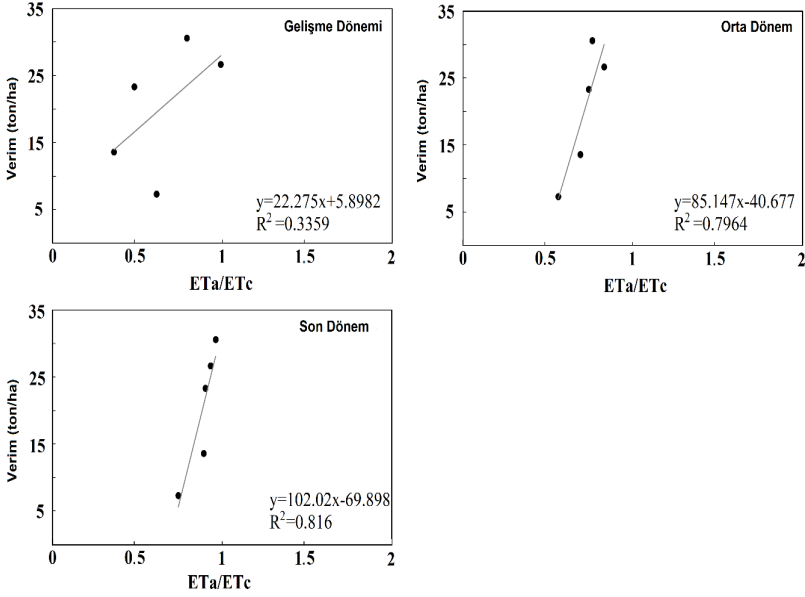 Gelişme Dönemi
35
25
15
5
Verim (ton/ha)
y=22.275x+5.8982
R² =0.3359
0 0.5 1 1.5 2
ETa/ETc
Orta Dönem
35
25
15
5
Verim (ton/ha)
y=85.147x-40.677
R² =0.7964
0 0.5 1 1.5 2
ETa/ETc
Son Dönem
35
25
15
5
Verim (ton/ha)
y=102.02x-69.898
R²=0.816
0 0.5 1 1.5 2
ETa/ETc